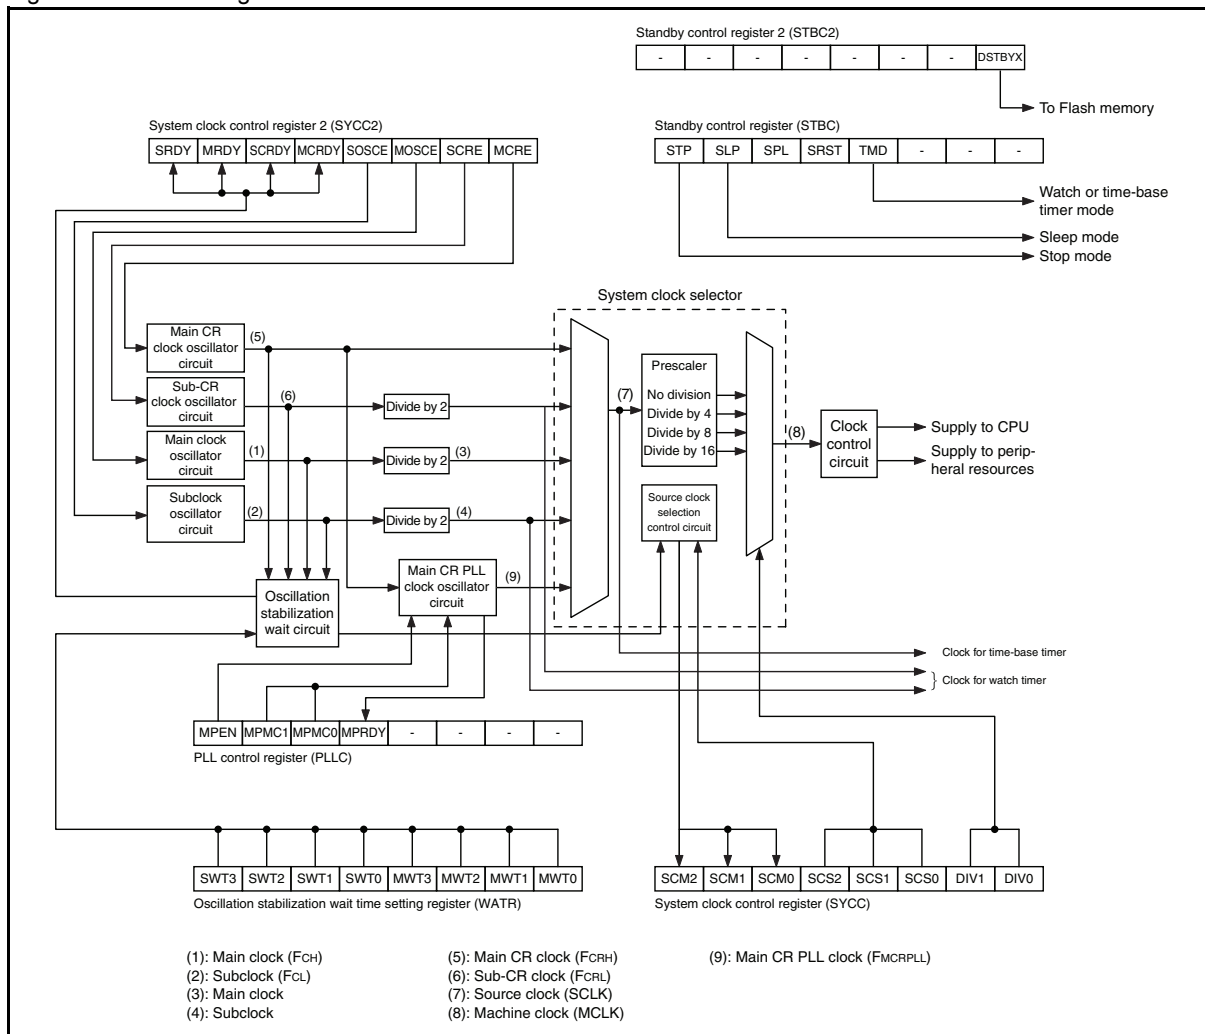 Standby control register 2 (STBC2)
- - - - - - - DSTBYX
To Flash memory
System clock control register 2 (SYCC2)
SRDY MRDY SCRDY MCRDY SOSCE MOSCE SCRE MCRE
Standby control register (STBC)
STP SLP SPL SRST TMD - - -
Watch or time-base
timer mode
Sleep mode
Stop mode
System clock selector
Main CR
clock oscillator
circuit
(5)
Sub-CR
clock oscillator
circuit
(6)
Divide by 2
Main clock
oscillator
circuit
(1)
Divide by 2
(3)
Subclock
oscillator
circuit
(2)
Divide by 2
(4)
Main CR PLL
clock oscillator
circuit
(9)
Oscillation
stabilization
wait circuit
(7)
Prescaler
No division
Divide by 4
Divide by 8
Divide by 16
Source clock
selection
control circuit
(8)
Clock
control
circuit
Supply to CPU
Supply to perip-
heral resources
Clock for time-base timer
Clock for watch timer
MPEN MPMC1 MPMC0 MPRDY - - - -
PLL control register (PLLC)
SWT3 SWT2 SWT1 SWT0 MWT3 MWT2 MWT1 MWT0
Oscillation stabilization wait time setting register (WATR)
SCM2 SCM1 SCM0 SCS2 SCS1 SCS0 DIV1 DIV0
System clock control register (SYCC)
(1): Main clock (FCH)
(2): Subclock (FCL)
(3): Main clock
(4): Subclock
(5): Main CR clock (FCRH)
(6): Sub-CR clock (FCRL)
(7): Source clock (SCLK)
(8): Machine clock (MCLK)
(9): Main CR PLL clock (FMCRPLL)